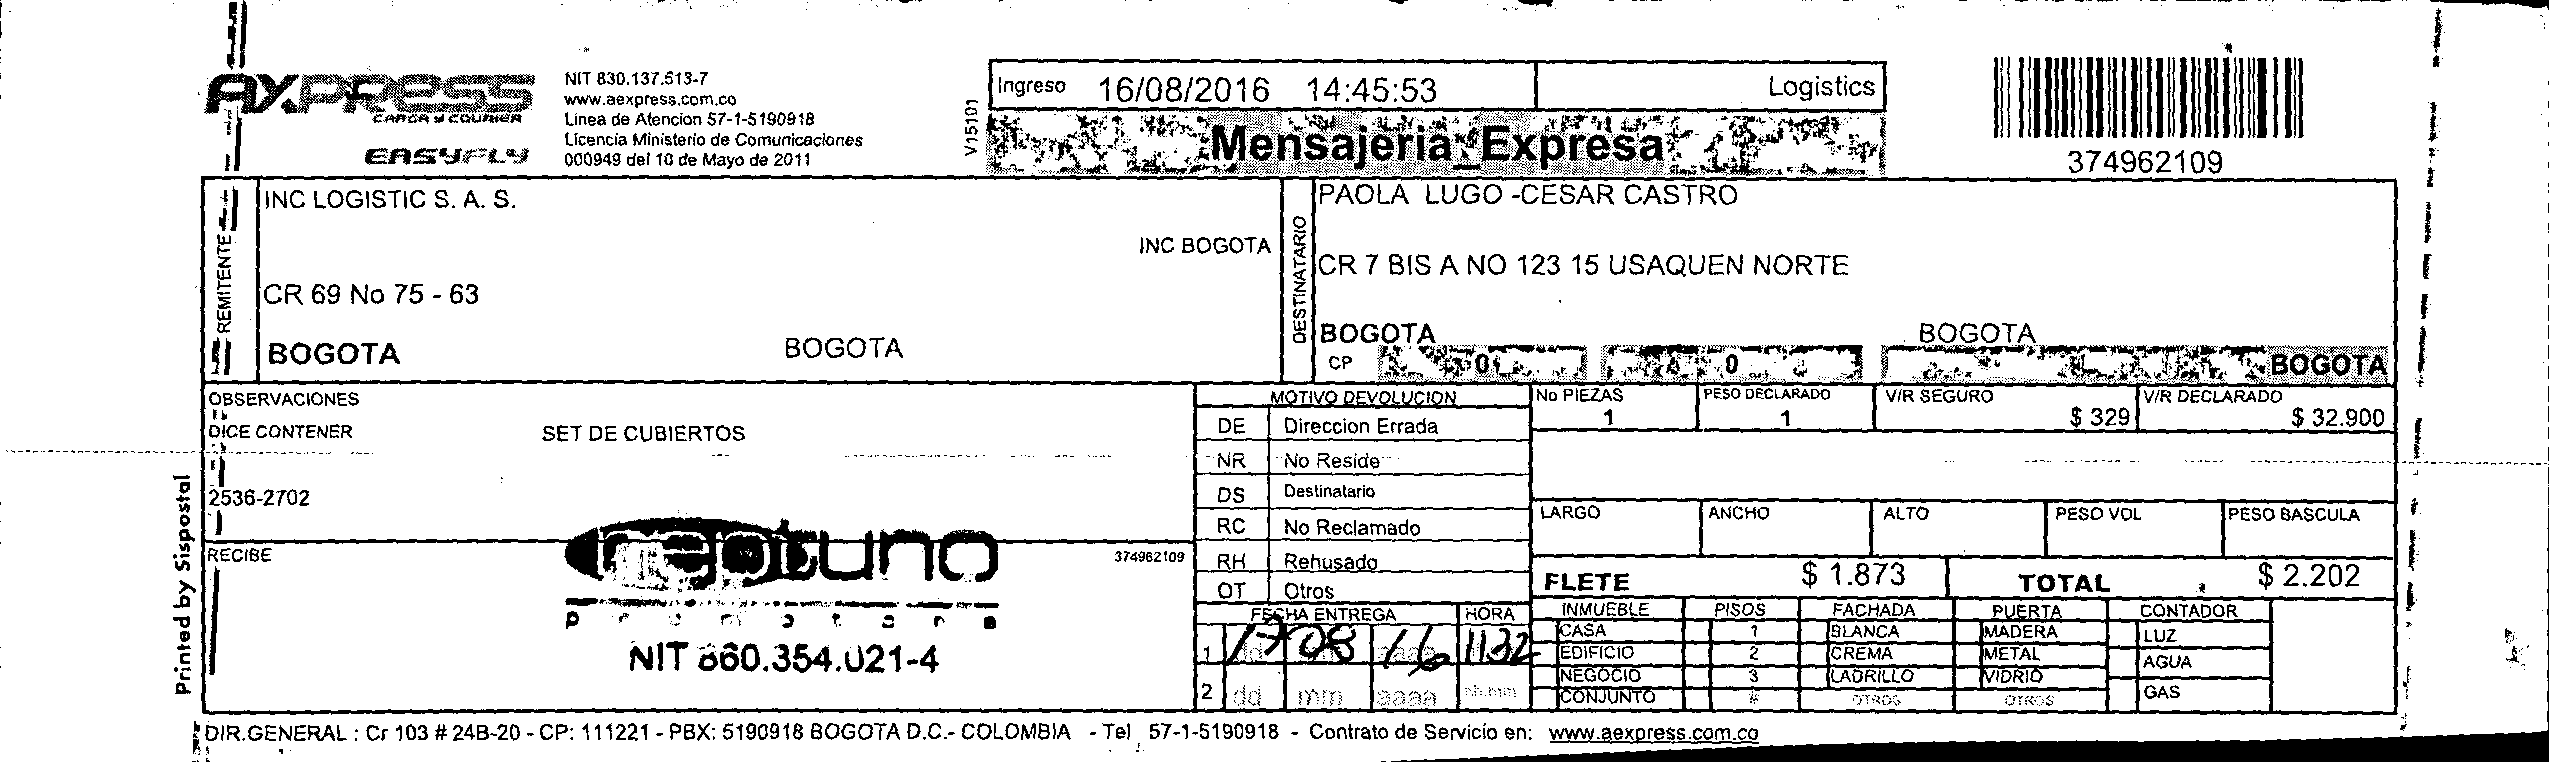 AXPRESS
CARGA Y COURIER
EASYFLY
NIT 830.137.513-7
www.aexpress.com.co
Linea de Atencion 57-1-5190918
Licencia Ministerio de Comunicaciones
000949 del 10 de Mayo de 2011
V15101
Ingreso 16/08/2016 14:45:53 Logistics
Mensajeria Expresa
374962109
REMITENTE
INC LOGISTIC S. A. S.
INC BOGOTA
CR 69 No 75 - 63
BOGOTA BOGOTA
DESTINATARIO
PAOLA LUGO -CESAR CASTRO
CR 7 BIS A NO 123 15 USAQUEN NORTE
BOGOTA BOGOTA
CP 0 0 BOGOTA
OBSERVACIONES
DICE CONTENER SET DE CUBIERTOS
2536-2702
RECIBE
374962109
neptuno
NIT 860.354.021-4
MOTIVO DEVOLUCION
DE Direccion Errada
NR No Reside
DS Destinatario
RC No Reclamado
RH Rehusado
OT Otros
FECHA ENTREGA HORA
1 17 08 16 1132
2 dd mm aaaa hh:mm
No PIEZAS PESO DECLARADO V/R SEGURO V/R DECLARADO
1 1 $ 329 $ 32.900
LARGO ANCHO ALTO PESO VOL PESO BASCULA
FLETE $ 1.873 TOTAL $ 2.202
INMUEBLE PISOS FACHADA PUERTA CONTADOR
CASA 1 BLANCA MADERA LUZ
EDIFICIO 2 CREMA METAL AGUA
NEGOCIO 3 LADRILLO VIDRIO
CONJUNTO # OTROS OTROS GAS
Printed by Sispostal
DIR.GENERAL : Cr 103 # 24B-20 - CP: 111221 - PBX: 5190918 BOGOTA D.C.- COLOMBIA - Tel 57-1-5190918 - Contrato de Servicio en: www.aexpress.com.co